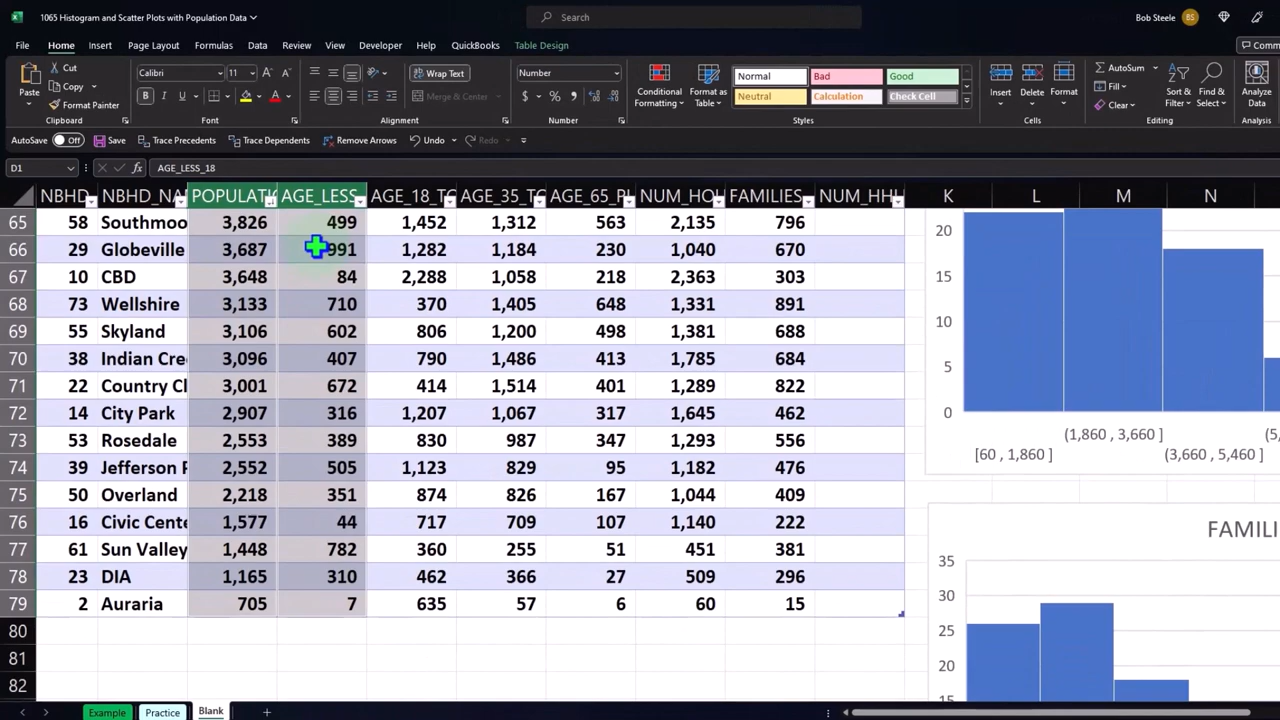 1065 Histogram and Scatter Plots with Population Data
Search
Bob Steele
BS
File Home Insert Page Layout Formulas Data Review View Developer Help QuickBooks Table Design
Cut
Copy
Format Painter
Paste
Clipboard
Calibri 11
B I U
Font
Wrap Text
Merge & Center
Alignment
Number
$ % ,
Number
Conditional Formatting
Format as Table
Normal Bad Good
Neutral Calculation Check Cell
Styles
Insert Delete Format
Cells
AutoSum
Fill
Clear
Sort & Filter
Find & Select
Editing
Analyze Data
Analysis
AutoSave Off Save Trace Precedents Trace Dependents Remove Arrows Undo Redo
D1 fx AGE_LESS_18
NBHD NBHD_NA POPULATI AGE_LESS AGE_18_TO AGE_35_TO AGE_65_P NUM_HO FAMILIES NUM_HH K L M N
65 58 Southmoo 3,826 499 1,452 1,312 563 2,135 796
66 29 Globeville 3,687 991 1,282 1,184 230 1,040 670
67 10 CBD 3,648 84 2,288 1,058 218 2,363 303
68 73 Wellshire 3,133 710 370 1,405 648 1,331 891
69 55 Skyland 3,106 602 806 1,200 498 1,381 688
70 38 Indian Cre 3,096 407 790 1,486 413 1,785 684
71 22 Country Cl 3,001 672 414 1,514 401 1,289 822
72 14 City Park 2,907 316 1,207 1,067 317 1,645 462
73 53 Rosedale 2,553 389 830 987 347 1,293 556
74 39 Jefferson P 2,552 505 1,123 829 95 1,182 476
75 50 Overland 2,218 351 874 826 167 1,044 409
76 16 Civic Cente 1,577 44 717 709 107 1,140 222
77 61 Sun Valley 1,448 782 360 255 51 451 381
78 23 DIA 1,165 310 462 366 27 509 296
79 2 Auraria 705 7 635 57 6 60 15
80
81
82
20
15
10
5
0
[60 , 1,860 ] (1,860 , 3,660 ] (3,660 , 5,460 ] (5,
FAMILI
35
30
25
20
15
Example Practice Blank